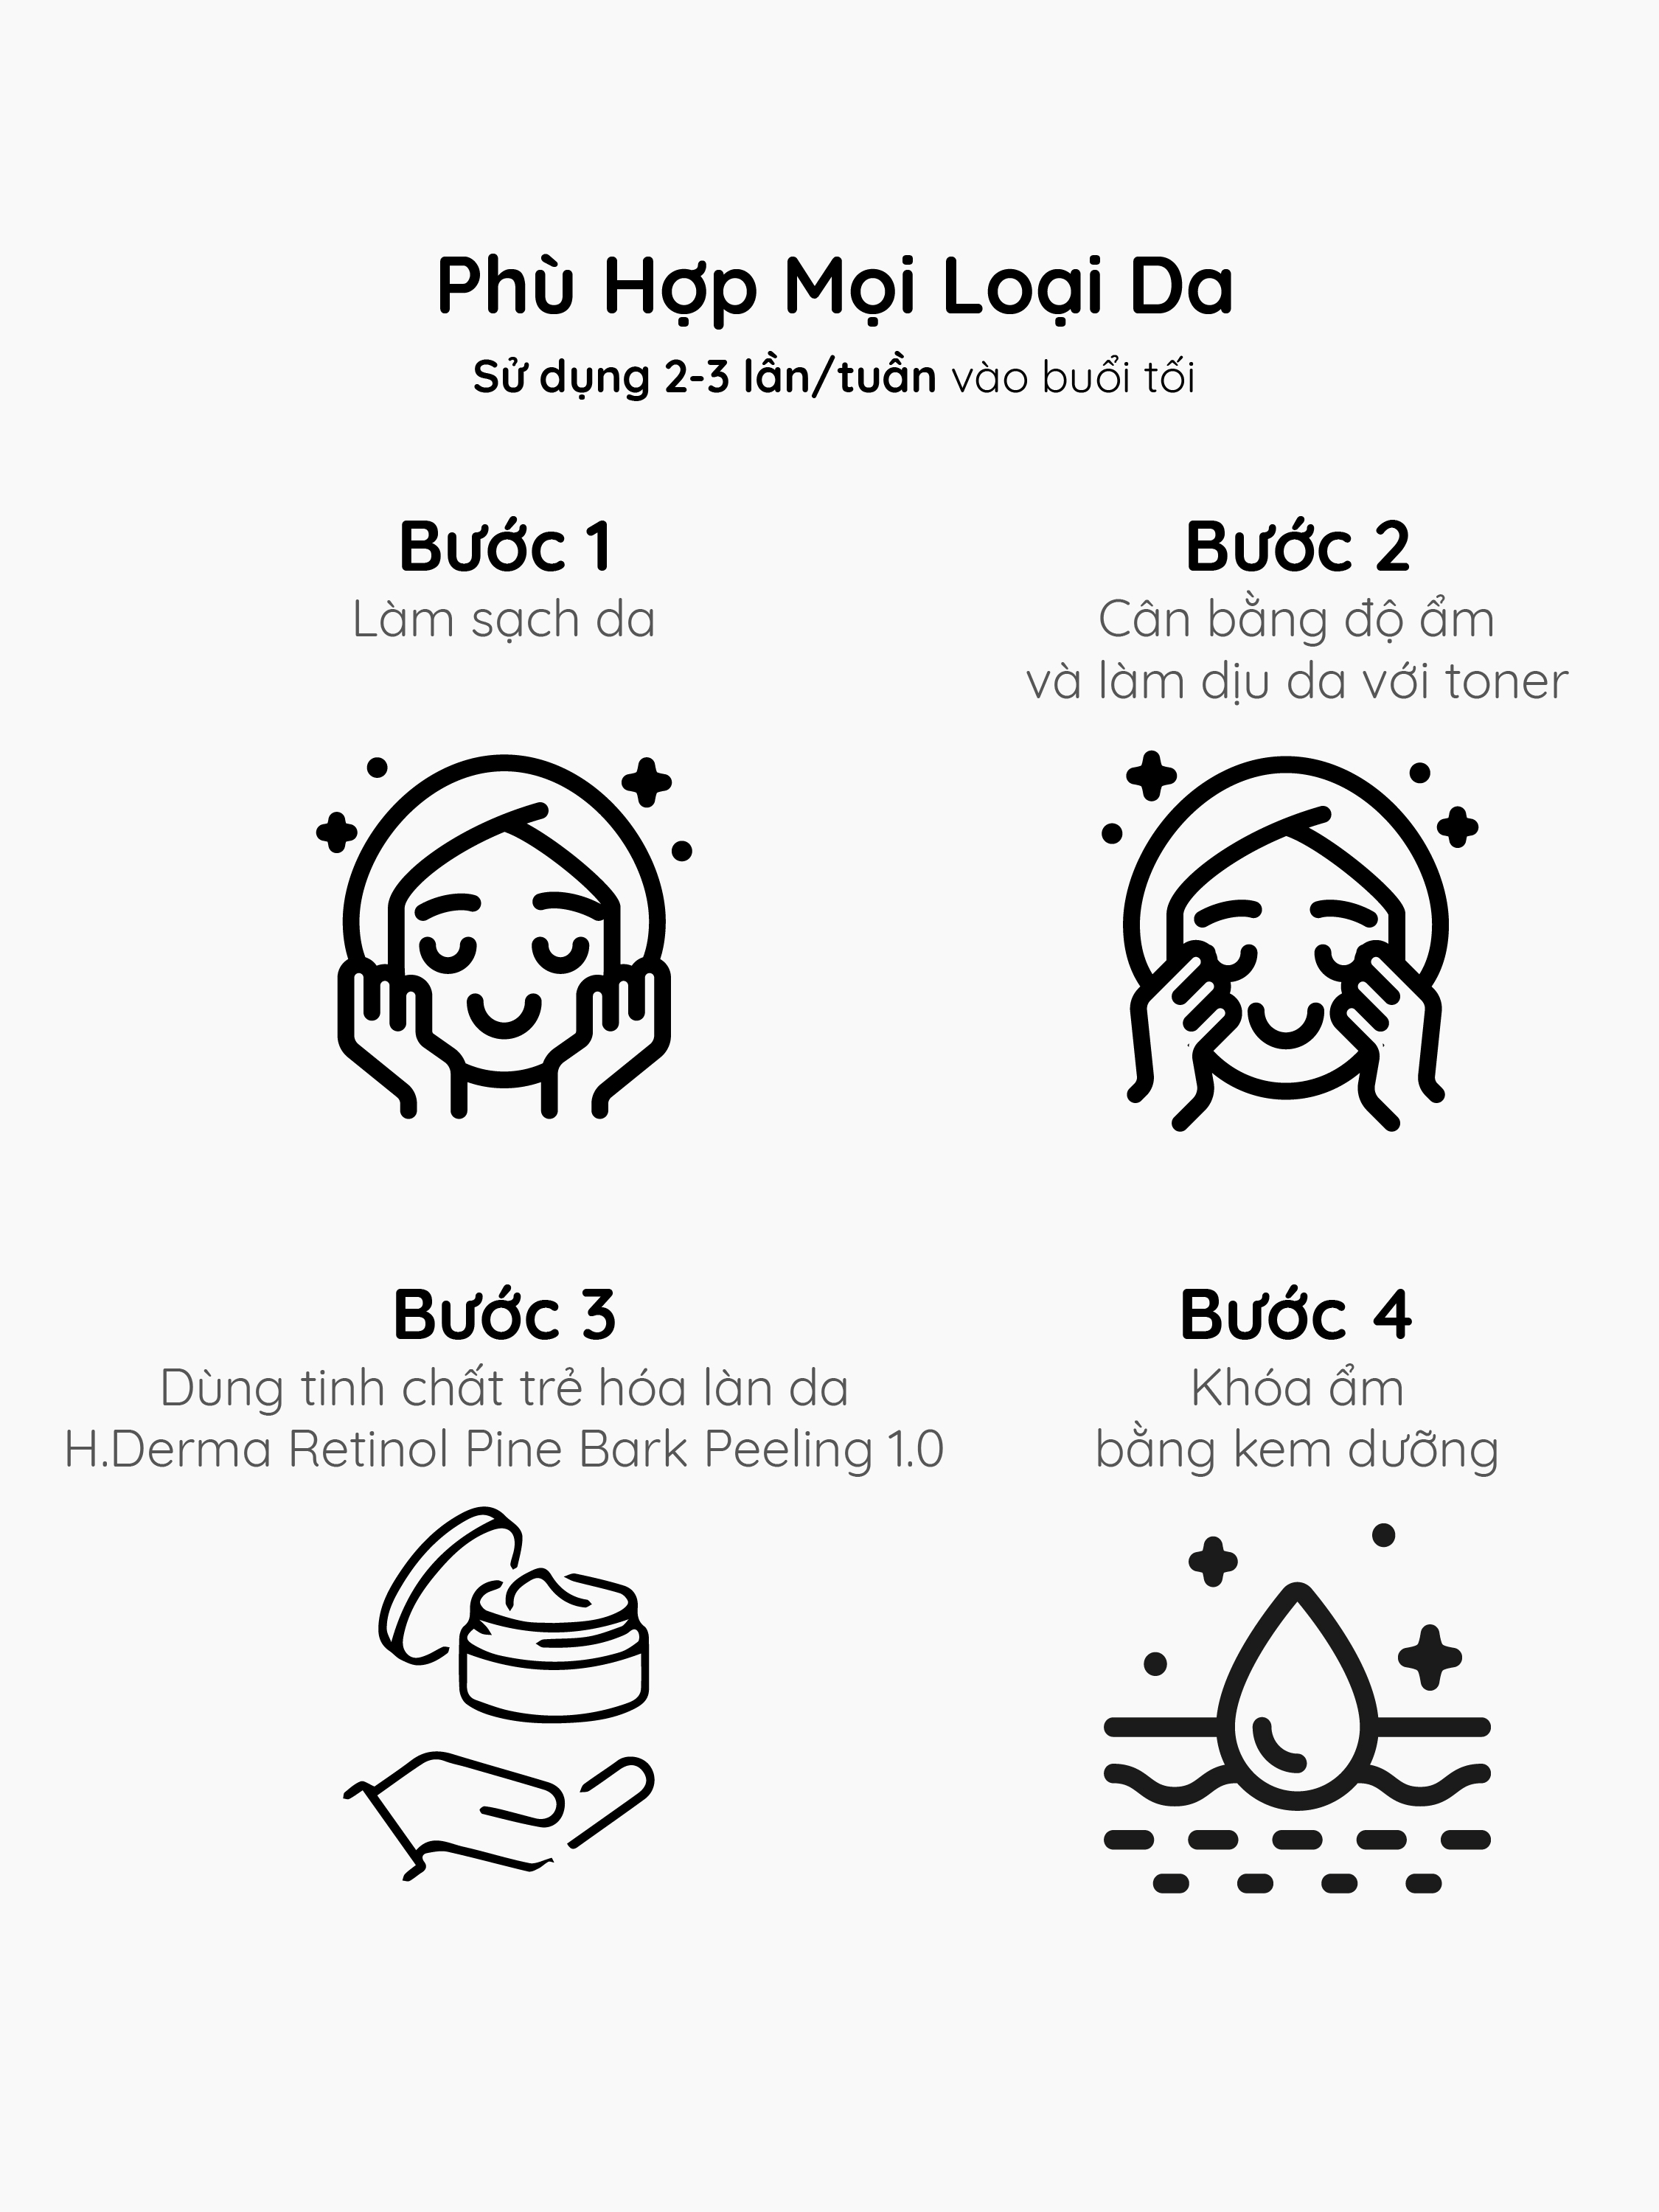 Phù Hợp Mọi Loại Da
Sử dụng 2-3 lần/tuần vào buổi tối
Bước 1
Làm sạch da
Bước 2
Cân bằng độ ẩm
và làm dịu da với toner
Bước 3
Dùng tinh chất trẻ hóa làn da
H.Derma Retinol Pine Bark Peeling 1.0
Bước 4
Khóa ẩm
bằng kem dưỡng